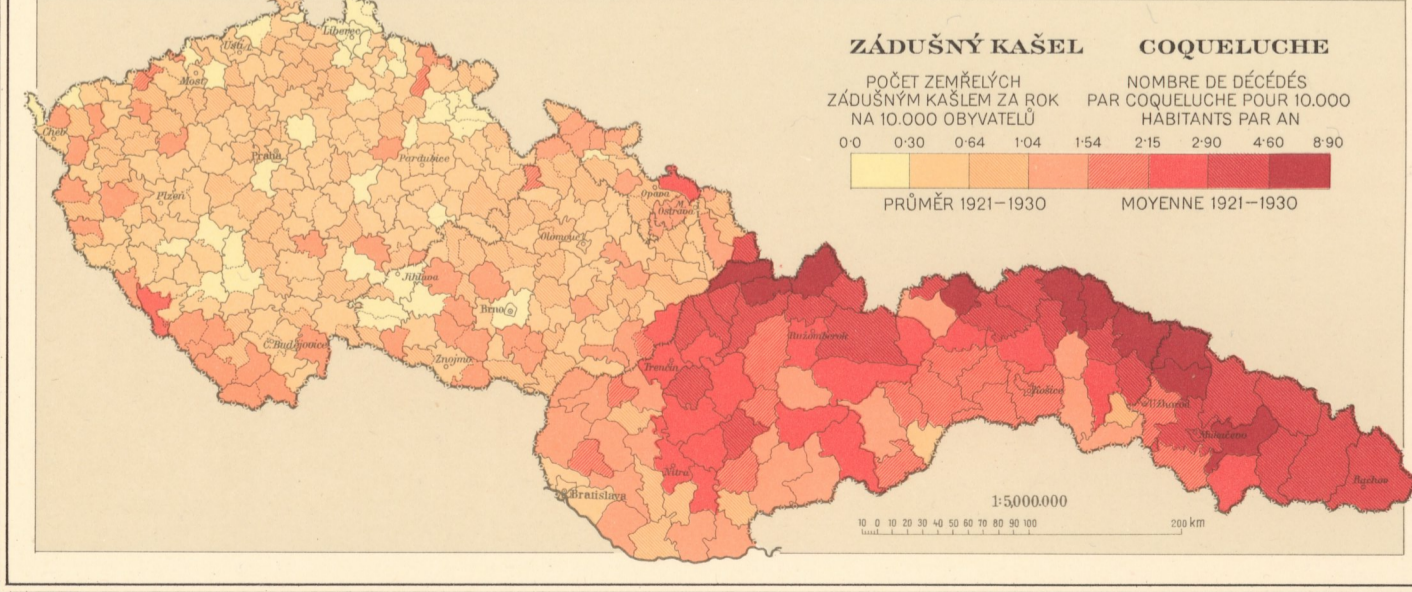 ZÁDUŠNÝ KAŠEL
COQUELUCHE
POČET ZEMŘELÝCH
ZÁDUŠNÝM KAŠLEM ZA ROK
NA 10.000 OBYVATELŮ
NOMBRE DE DÉCÉDÉS
PAR COQUELUCHE POUR 10.000
HABITANTS PAR AN
0·0 0·30 0·64 1·04 1·54 2·15 2·90 4·60 8·90
PRŮMĚR 1921–1930
MOYENNE 1921–1930
Liberec
Ústí
Most
Cheb
Praha
Pardubice
Plzeň
Opava
M.
Ostrava
Olomouc
Jihlava
Brno
Č. Budějovice
Znojmo
Ružomberok
Trenčín
Košice
Užhorod
Mukačevo
Nitra
Bratislava
1:5,000.000
10 0 10 20 30 40 50 60 70 80 90 100 200 km